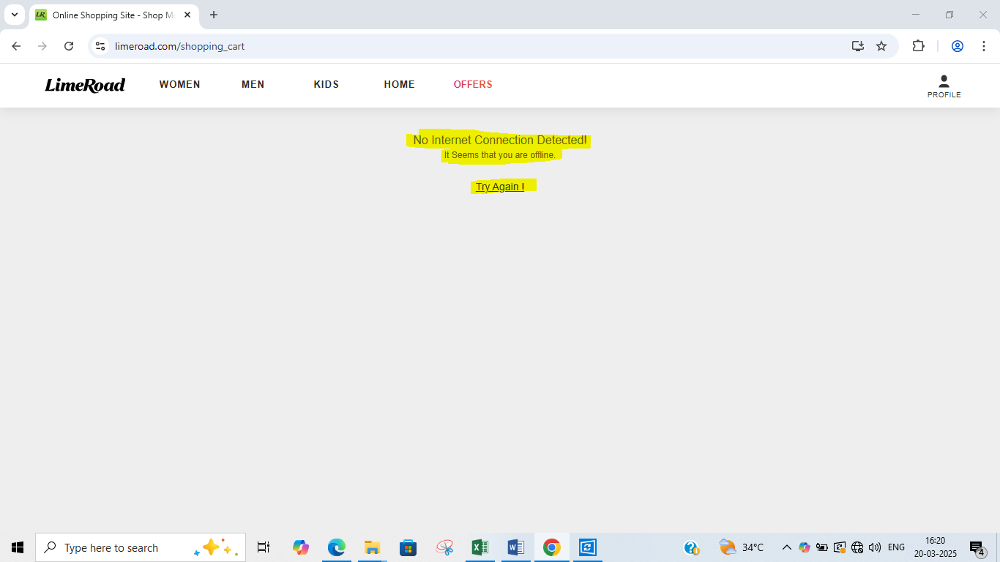 LR Online Shopping Site - Shop Mo
limeroad.com/shopping_cart
LimeRoad WOMEN MEN KIDS HOME OFFERS PROFILE
No Internet Connection Detected!
It Seems that you are offline.
Try Again !
Type here to search
34°C ENG 16:20
20-03-2025
4